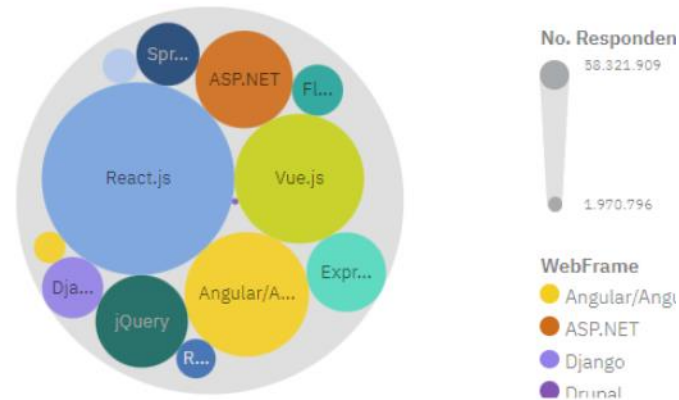 Spr...
ASP.NET
Fl...
React.js
Vue.js
Dja...
jQuery
Angular/A...
Expr...
R...
No. Responden
58.321.909
1.970.796
WebFrame
Angular/Angu
ASP.NET
Django
Drupal